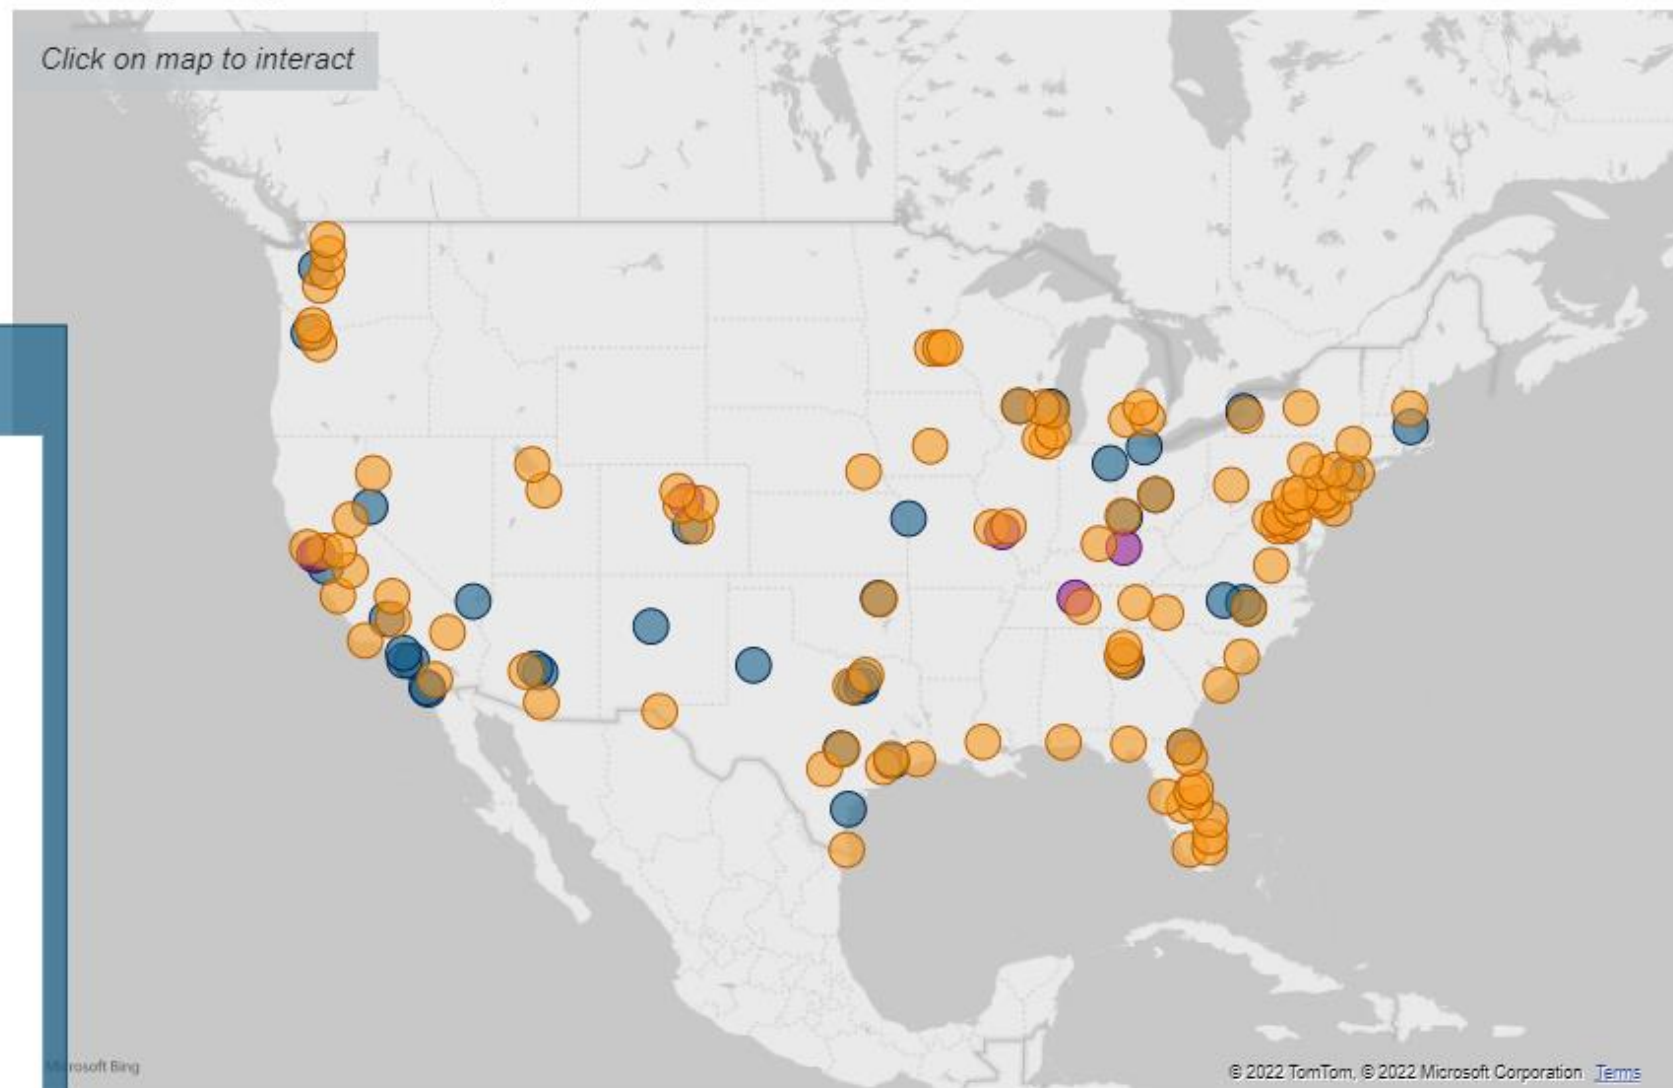 Click on map to interact
Microsoft Bing
© 2022 TomTom, © 2022 Microsoft Corporation Terms